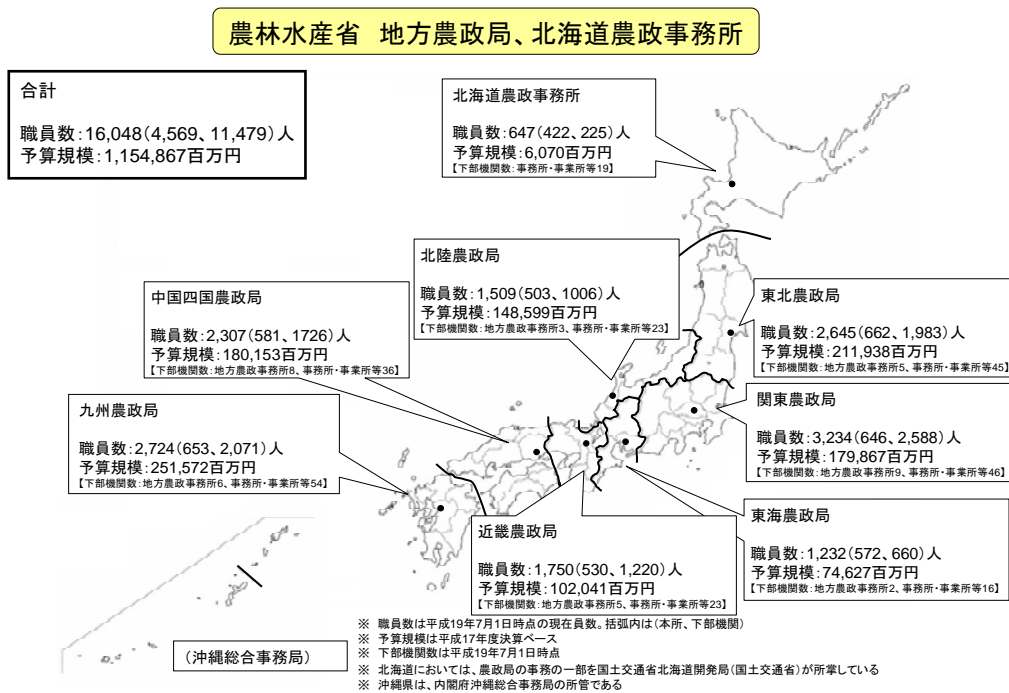 農林水産省 地方農政局、北海道農政事務所
合計
職員数:16,048(4,569、11,479)人
予算規模:1,154,867百万円
北海道農政事務所
職員数:647(422、225)人
予算規模:6,070百万円
【下部機関数:事務所・事業所等19】
北陸農政局
職員数:1,509(503、1006)人
予算規模:148,599百万円
【下部機関数:地方農政事務所3、事務所・事業所等23】
中国四国農政局
職員数:2,307(581、1726)人
予算規模:180,153百万円
【下部機関数:地方農政事務所8、事務所・事業所等36】
東北農政局
職員数:2,645(662、1,983)人
予算規模:211,938百万円
【下部機関数:地方農政事務所5、事務所・事業所等45】
九州農政局
職員数:2,724(653、2,071)人
予算規模:251,572百万円
【下部機関数:地方農政事務所6、事務所・事業所等54】
関東農政局
職員数:3,234(646、2,588)人
予算規模:179,867百万円
【下部機関数:地方農政事務所9、事務所・事業所等46】
東海農政局
職員数:1,232(572、660)人
予算規模:74,627百万円
【下部機関数:地方農政事務所2、事務所・事業所等16】
近畿農政局
職員数:1,750(530、1,220)人
予算規模:102,041百万円
【下部機関数:地方農政事務所5、事務所・事業所等23】
(沖縄総合事務局)
※ 職員数は平成19年7月1日時点の現在員数。括弧内は(本所、下部機関)
※ 予算規模は平成17年度決算ベース
※ 下部機関数は平成19年7月1日時点
※ 北海道においては、農政局の事務の一部を国土交通省北海道開発局(国土交通省)が所掌している
※ 沖縄県は、内閣府沖縄総合事務局の所管である